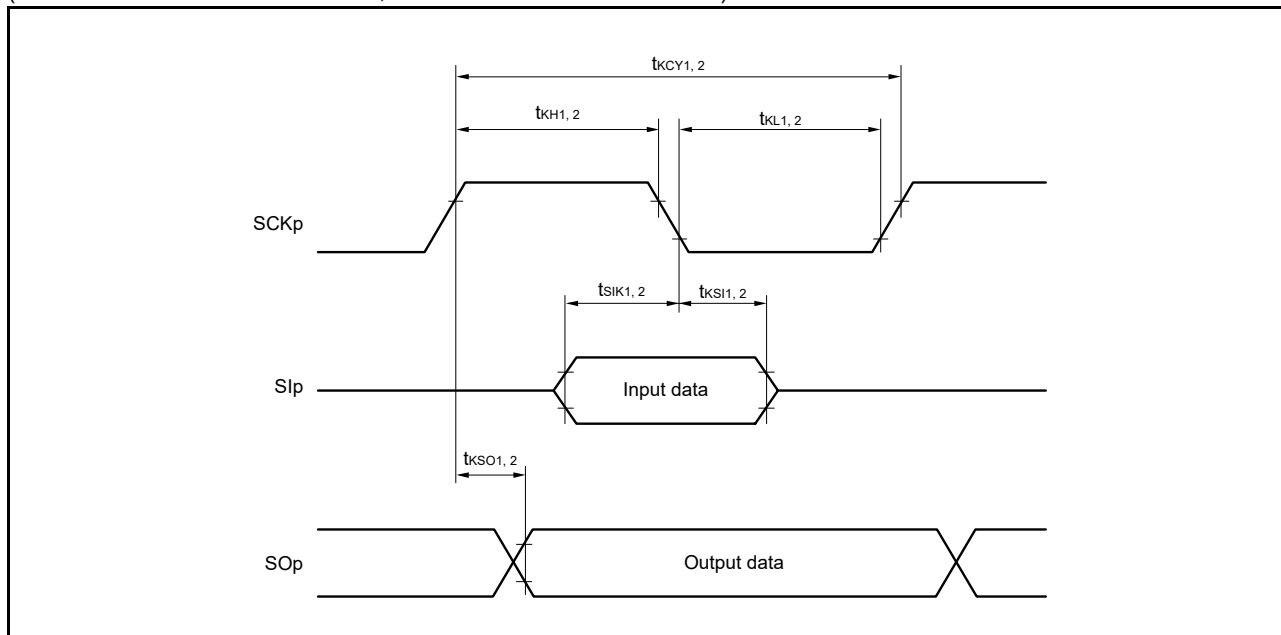 tKCY1, 2
tKH1, 2
tKL1, 2
SCKp
tSIK1, 2
tKSI1, 2
SIp
Input data
tKSO1, 2
SOp
Output data